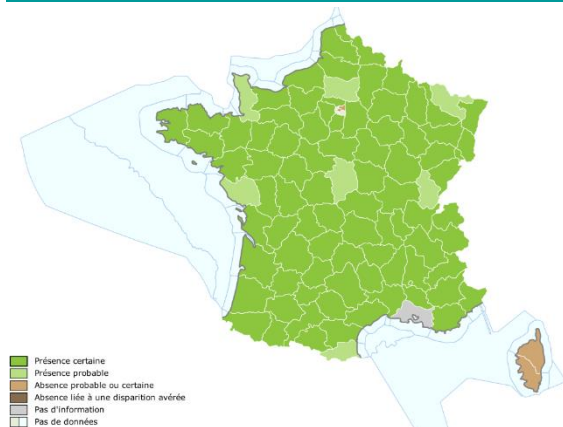 Présence certaine
Présence probable
Absence probable ou certaine
Absence liée à une disparition avérée
Pas d'information
Pas de données